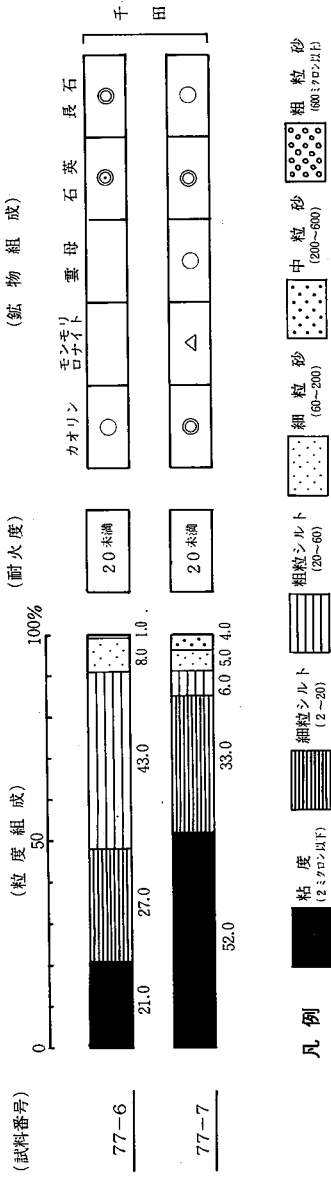 (試料番号) (粒度組成) (耐火度) (鉱物組成)
0 50 100%
カオリン モンモリロナイト 雲母 石英 長石
77-6 21.0 27.0 43.0 8.0 1.0 20未満 ○ ◎ ◎
77-7 52.0 33.0 6.0 5.0 4.0 20未満 ◎ △ ○ ◎ ○
千田
凡例
粘度 細粒シルト 粗粒シルト 細粒砂 中粒砂 粗粒砂
(2ミクロン以下) (2~20) (20~60) (60~200) (200~600) (600ミクロン以上)